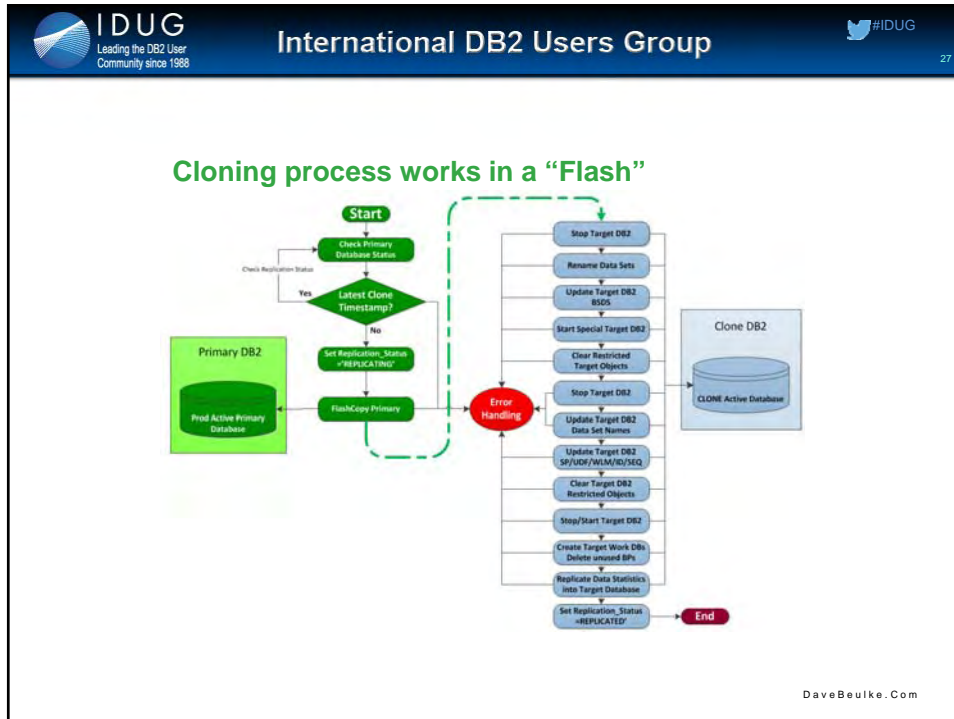 IDUG
Leading the DB2 User
Community since 1988
International DB2 Users Group
#IDUG
27
Cloning process works in a “Flash”
Start
Check Primary
Database Status
Check Replication Status
Yes
Latest Clone
Timestamp?
No
Set Replication_Status
='REPLICATING'
FlashCopy Primary
Primary DB2
Prod Active Primary
Database
Error
Handling
Stop Target DB2
Rename Data Sets
Update Target DB2
BSDS
Start Special Target DB2
Clear Restricted
Target Objects
Stop Target DB2
Update Target DB2
Data Set Names
Update Target DB2
SP/UDF/WLM/ID/SEQ
Clear Target DB2
Restricted Objects
Stop/Start Target DB2
Create Target Work DBs
Delete unused BPs
Replicate Data Statistics
into Target Database
Set Replication_Status
=REPLICATED'
End
Clone DB2
CLONE Active Database
DaveBeulke.Com